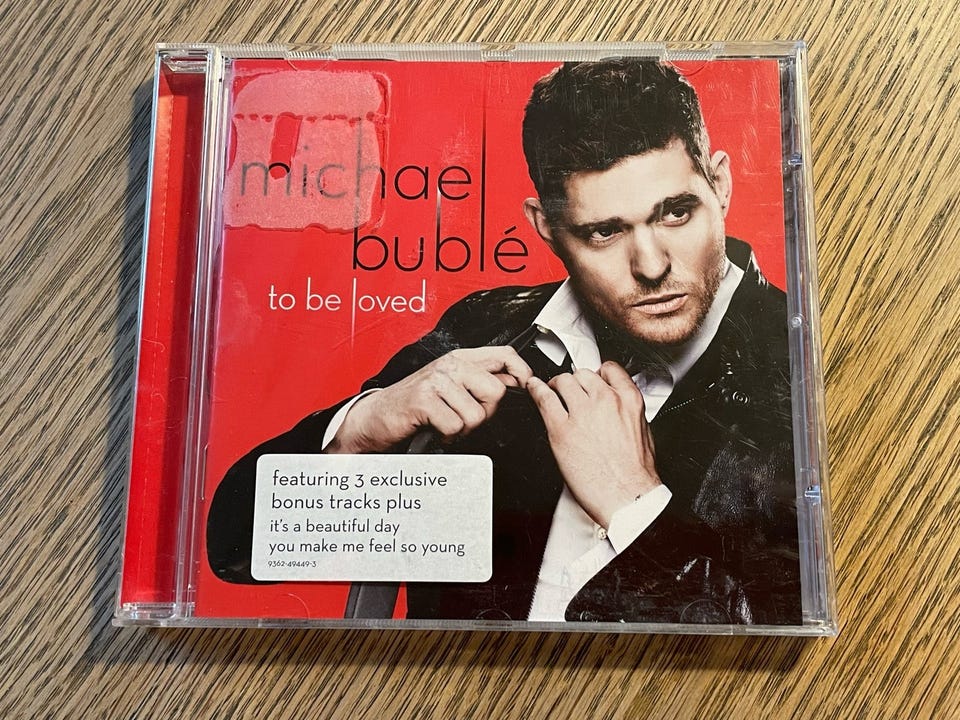 michael
bublé
to be loved
featuring 3 exclusive
bonus tracks plus
it's a beautiful day
you make me feel so young
9362-49449-3